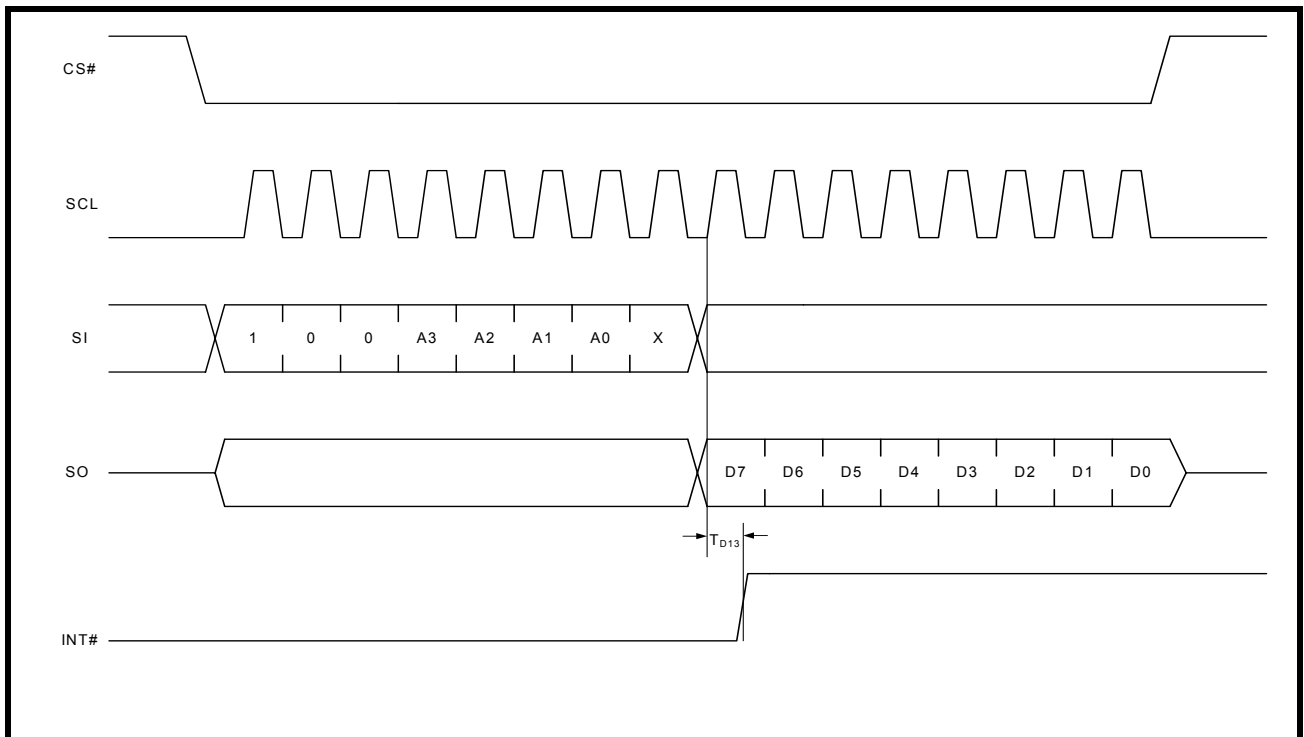 CS#
SCL
SI
1 0 0 A3 A2 A1 A0 X
SO
D7 D6 D5 D4 D3 D2 D1 D0
TD13
INT#